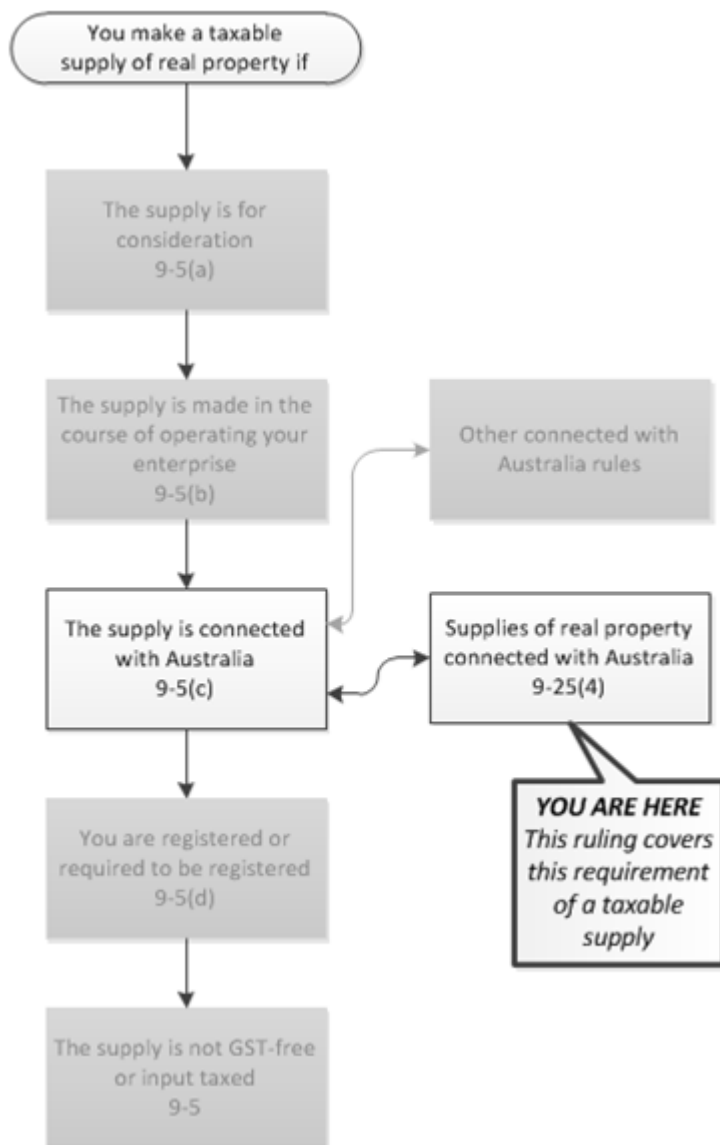 You make a taxable
supply of real property if
The supply is for
consideration
9-5(a)
The supply is made in the
course of operating your
enterprise
9-5(b)
Other connected with
Australia rules
The supply is connected
with Australia
9-5(c)
Supplies of real property
connected with Australia
9-25(4)
YOU ARE HERE
This ruling covers
this requirement
of a taxable
supply
You are registered or
required to be registered
9-5(d)
The supply is not GST-free
or input taxed
9-5